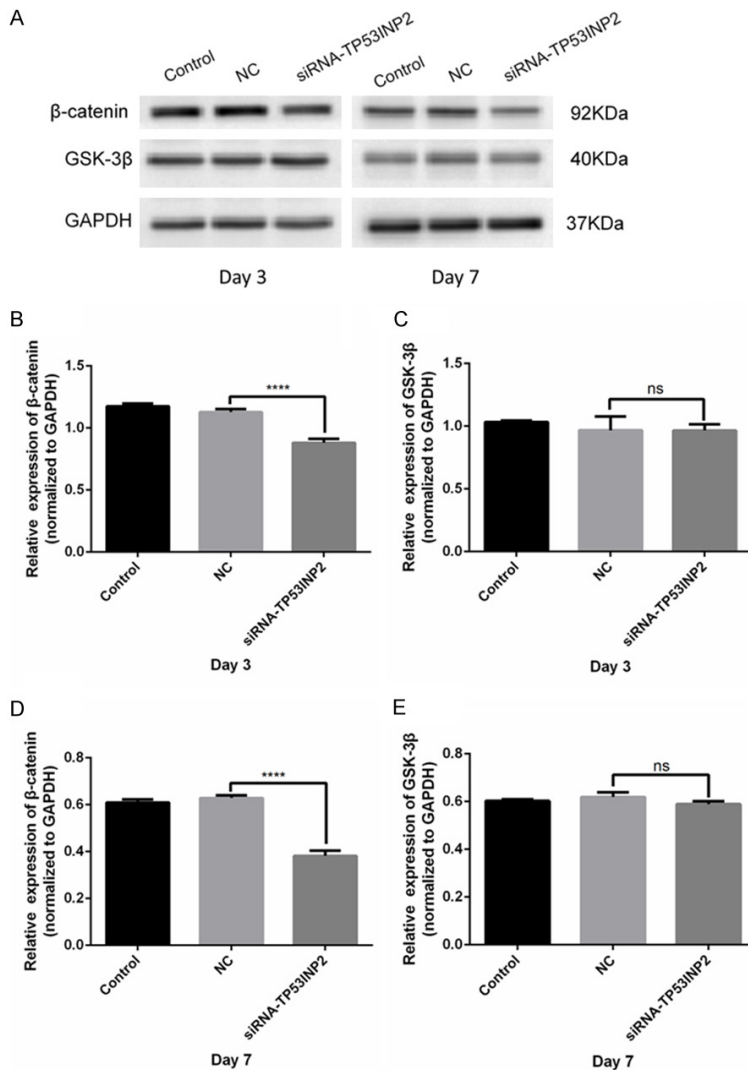 A
Control NC siRNA-TP53INP2 Control NC siRNA-TP53INP2
β-catenin 92KDa
GSK-3β 40KDa
GAPDH 37KDa
Day 3 Day 7
B
Relative expression of β-catenin
(normalized to GAPDH)
1.5
1.0
0.5
0.0
****
Control NC siRNA-TP53INP2
Day 3
C
Relative expression of GSK-3β
(normalized to GAPDH)
1.5
1.0
0.5
0.0
ns
Control NC siRNA-TP53INP2
Day 3
D
Relative expression of β-catenin
(normalized to GAPDH)
0.8
0.6
0.4
0.2
0.0
****
Control NC siRNA-TP53INP2
Day 7
E
Relative expression of GSK-3β
(normalized to GAPDH)
0.8
0.6
0.4
0.2
0.0
ns
Control NC siRNA-TP53INP2
Day 7